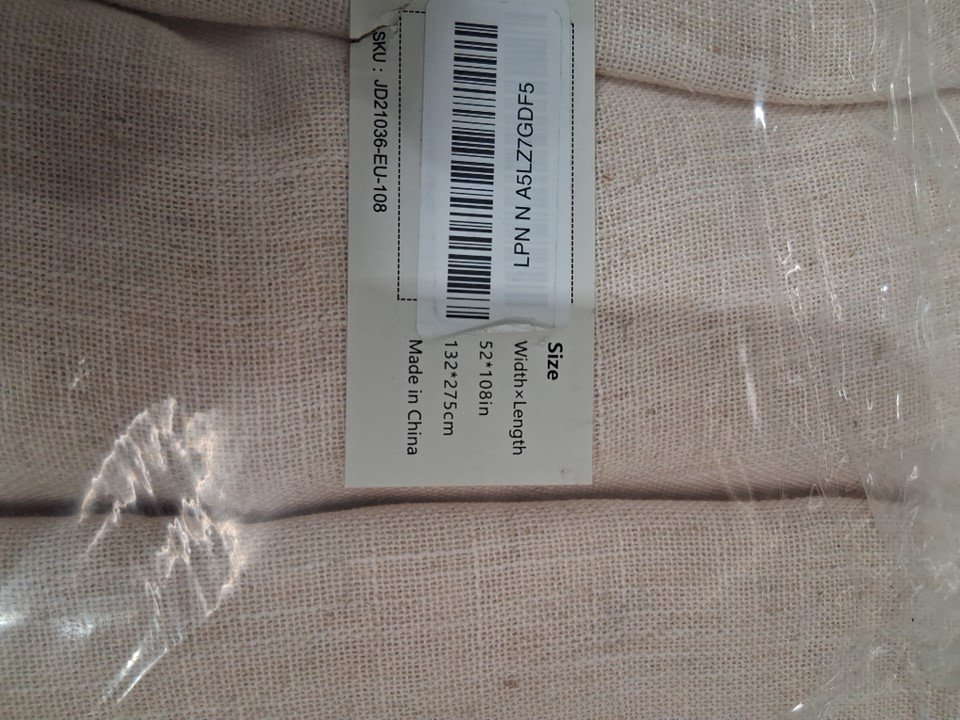 Size
Width×Length
52*108in
132*275cm
Made in China
LPN N A5LZ7GDF5
SKU : JD21036-EU-108